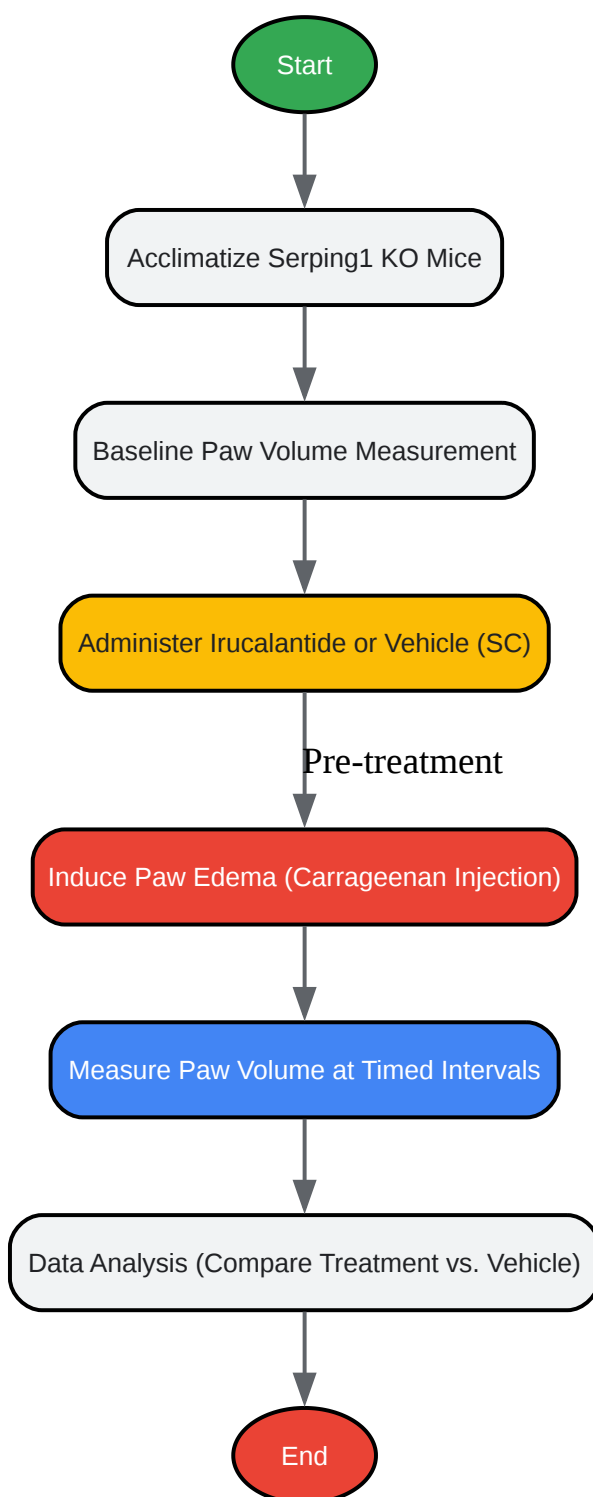 Start
Acclimatize Serping1 KO Mice
Baseline Paw Volume Measurement
Administer Irucalantide or Vehicle (SC)
Pre-treatment
Induce Paw Edema (Carrageenan Injection)
Measure Paw Volume at Timed Intervals
Data Analysis (Compare Treatment vs. Vehicle)
End